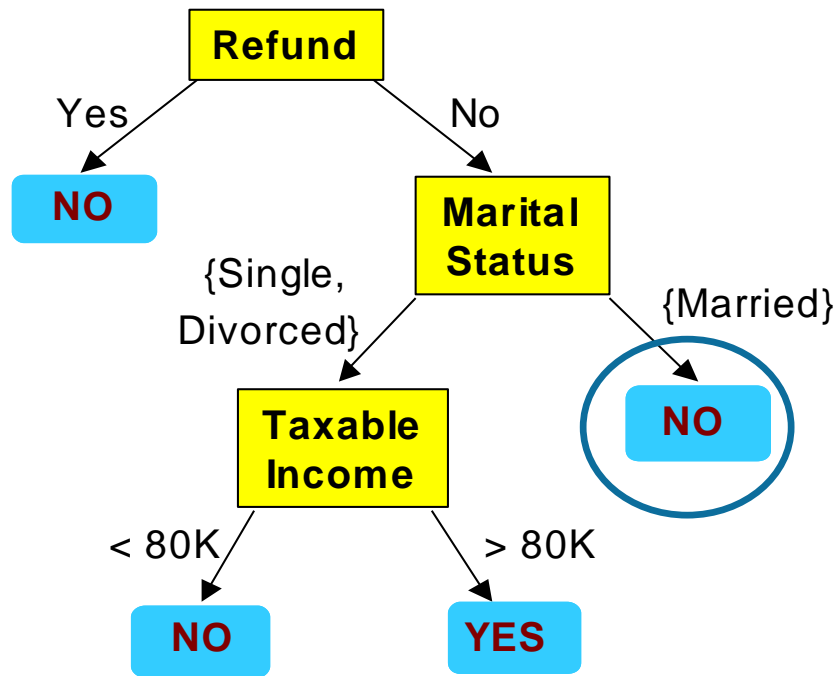 Refund
Yes
No
NO
Marital
Status
{Single,
Divorced}
{Married}
Taxable
Income
NO
< 80K
> 80K
NO
YES